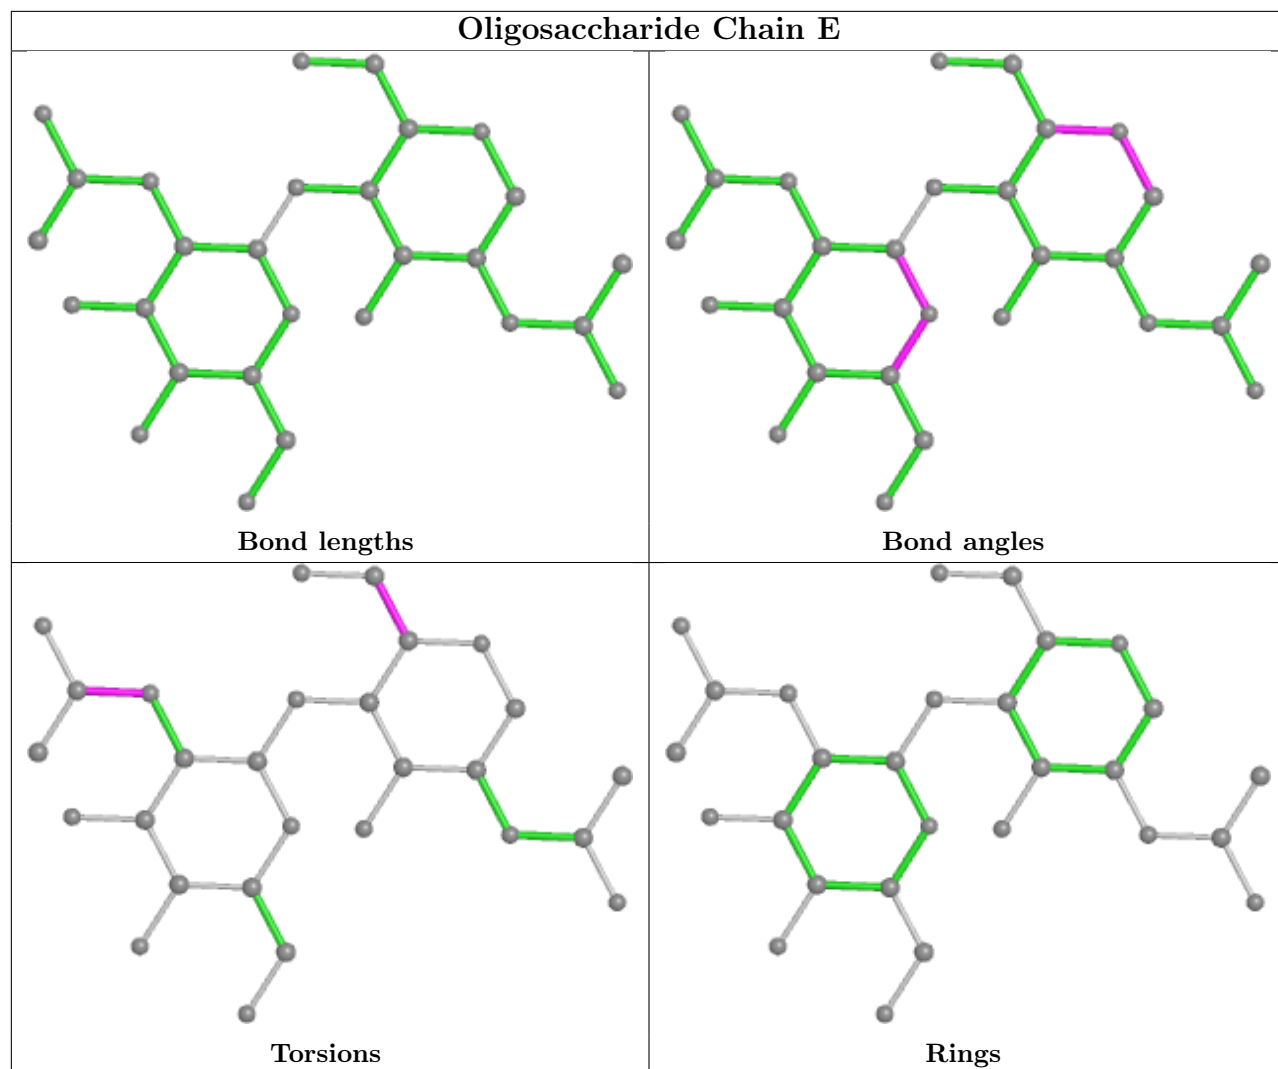 Oligosaccharide Chain E
Bond lengths
Bond angles
Torsions
Rings